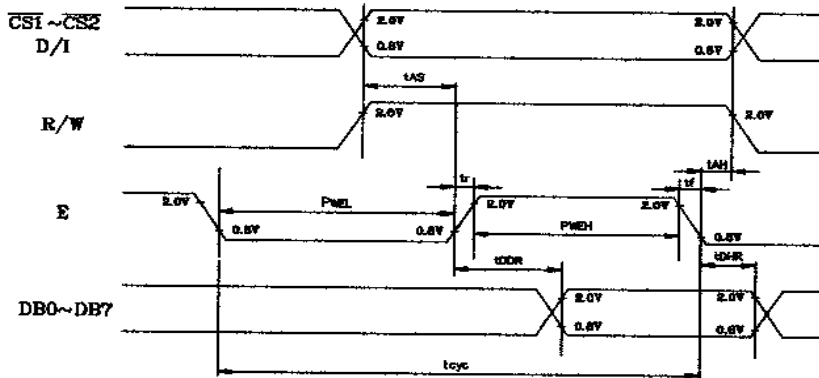 CS1~CS2 2.0V 2.0V
D/I 0.8V 0.8V
tAS
R/W 2.0V 2.0V
tAH
tr tf
E 2.0V PWEL 2.0V 2.0V
0.8V 0.8V PWEH 0.8V
tDDR tDHR
DB0~DB7 2.0V 2.0V
0.8V 0.8V
tcyc